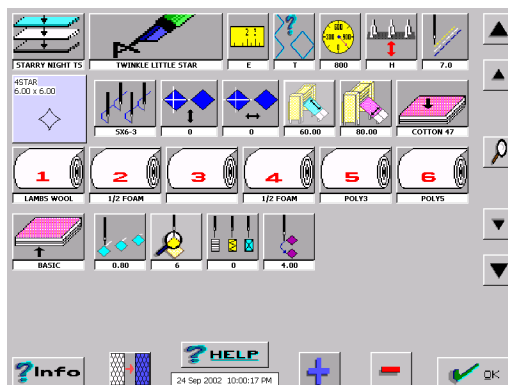 STARRY NIGHT TS
TWINKLE LITTLE STAR
E
T
800
H
7.0
4STAR
6.00 x 6.00
5X6-3
0
0
60.00
80.00
COTTON 47
1
2
3
4
5
6
LAMBS WOOL
1/2 FOAM
1/2 FOAM
POLY3
POLY5
BASIC
0.80
6
0
4.00
?Info
? HELP
24 Sep 2002 10:00:17 PM
OK